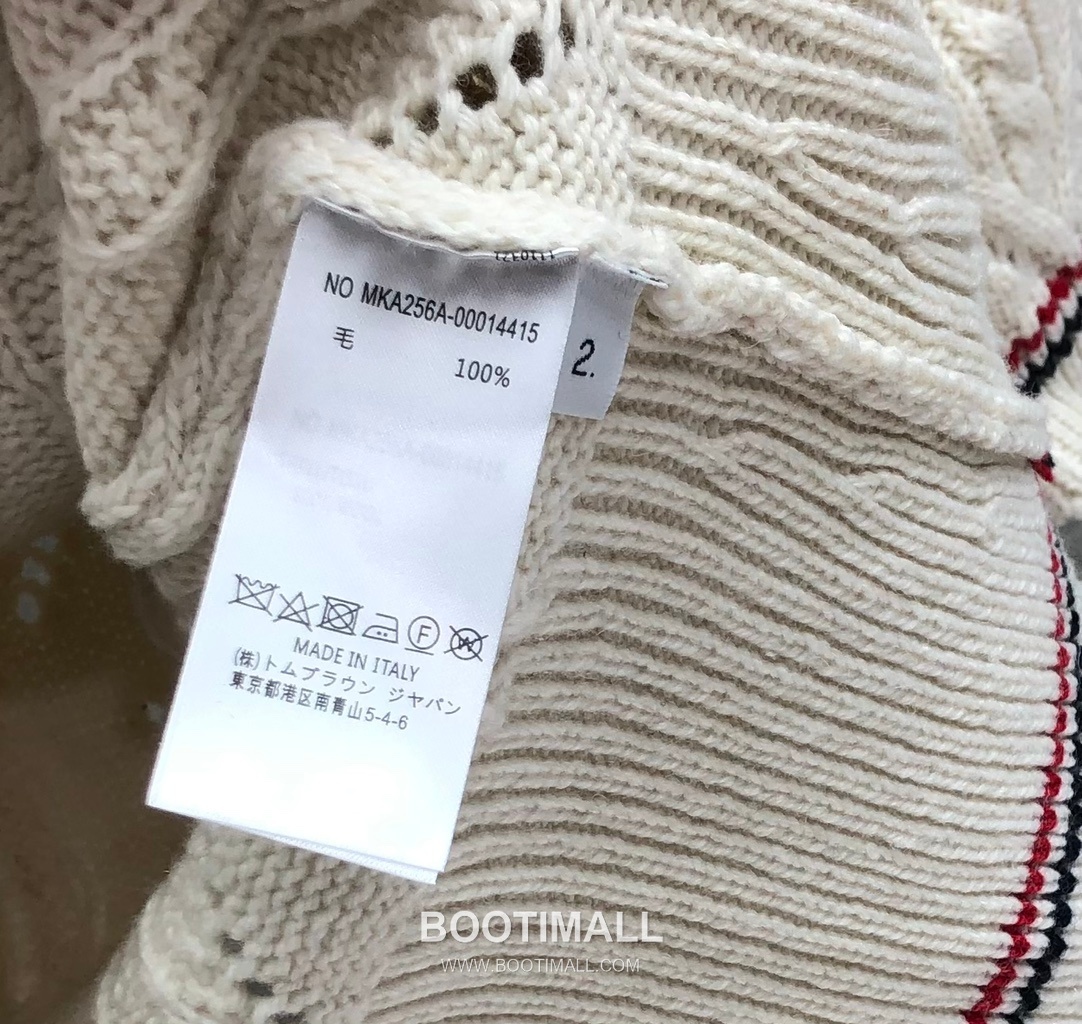 NO MKA256A-00014415
毛 100%
2.
F
W
MADE IN ITALY
(株)トムブラウン ジャパン
東京都港区南青山5-4-6
BOOTIMALL
WWW.BOOTIMALL.COM